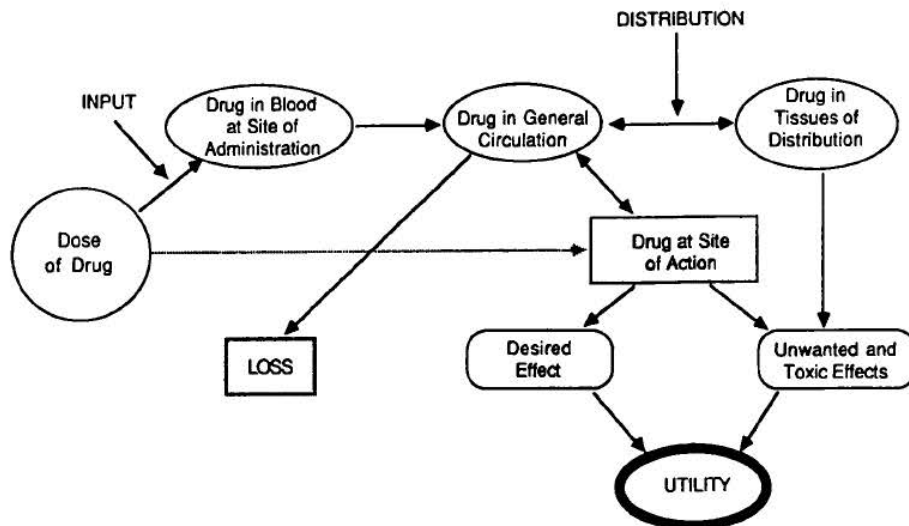 DISTRIBUTION
INPUT
Drug in Blood
at Site of
Administration
Drug in General
Circulation
Drug in
Tissues of
Distribution
Dose
of Drug
Drug at Site
of Action
LOSS
Desired
Effect
Unwanted and
Toxic Effects
UTILITY